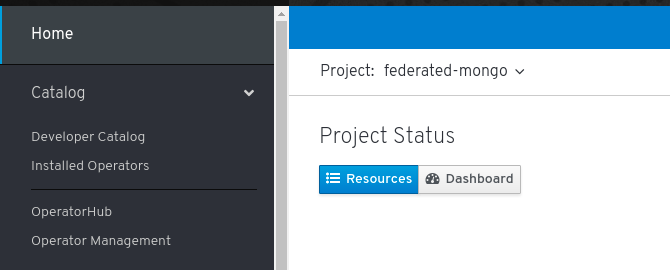 Home
Catalog
Developer Catalog
Installed Operators
OperatorHub
Operator Management
Project: federated-mongo
Project Status
Resources Dashboard